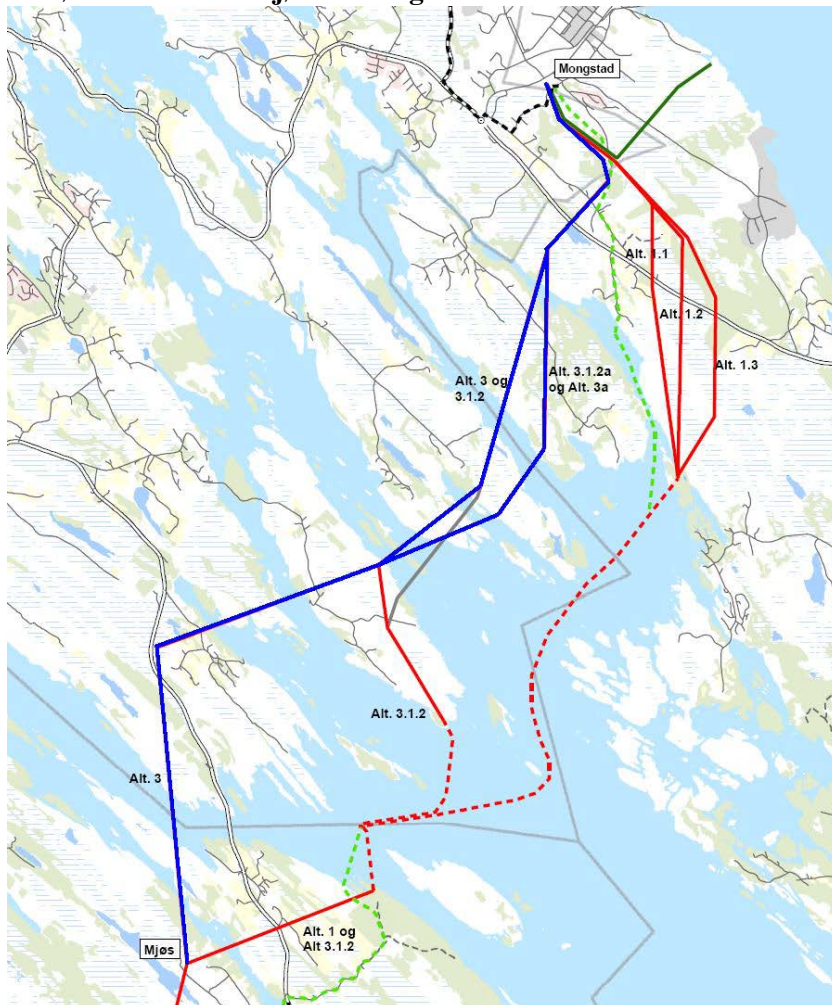 Mongstad
Alt. 1.1
Alt. 1.2
Alt. 1.3
Alt. 3 og
3.1.2
Alt. 3.1.2a
og Alt. 3a
Alt. 3.1.2
Alt. 3
Alt. 1 og
Alt 3.1.2
Mjøs